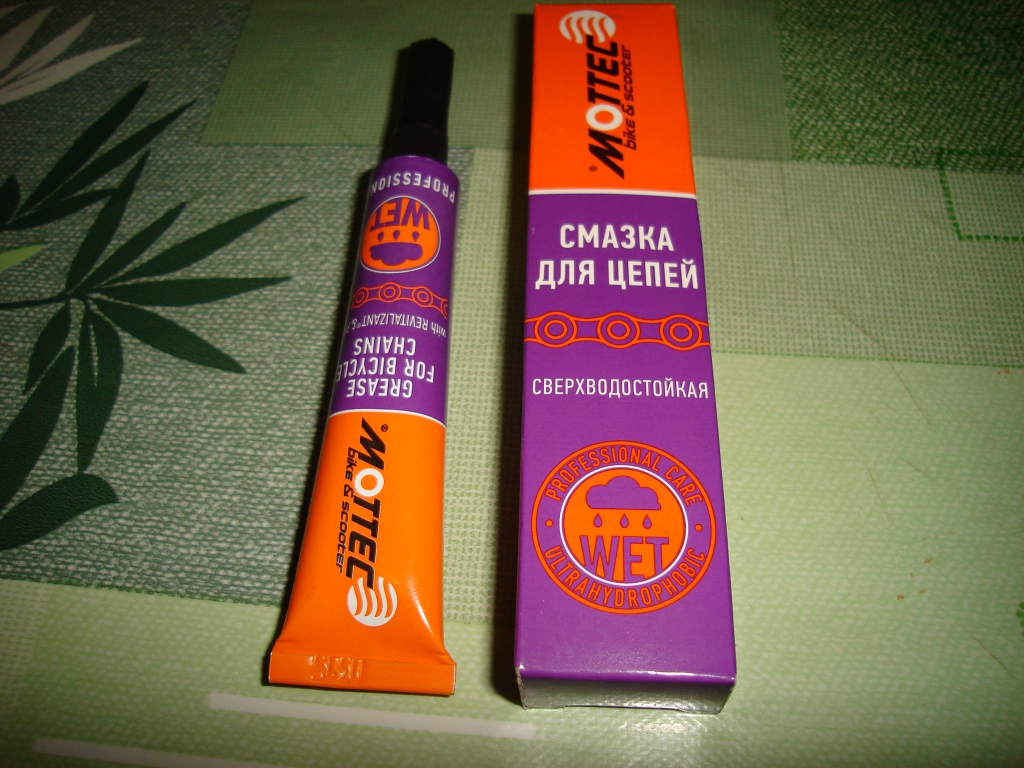 PROFESSION
WET
with REVITALIZANT®
GREASE
FOR BICYCLE
CHAINS
MOTTEC®
bike & scooter
MOTTEC®
bike & scooter
СМАЗКА
ДЛЯ ЦЕПЕЙ
СВЕРХВОДОСТОЙКАЯ
PROFESSIONAL CARE
WET
ULTRAHYDROPHOBIC